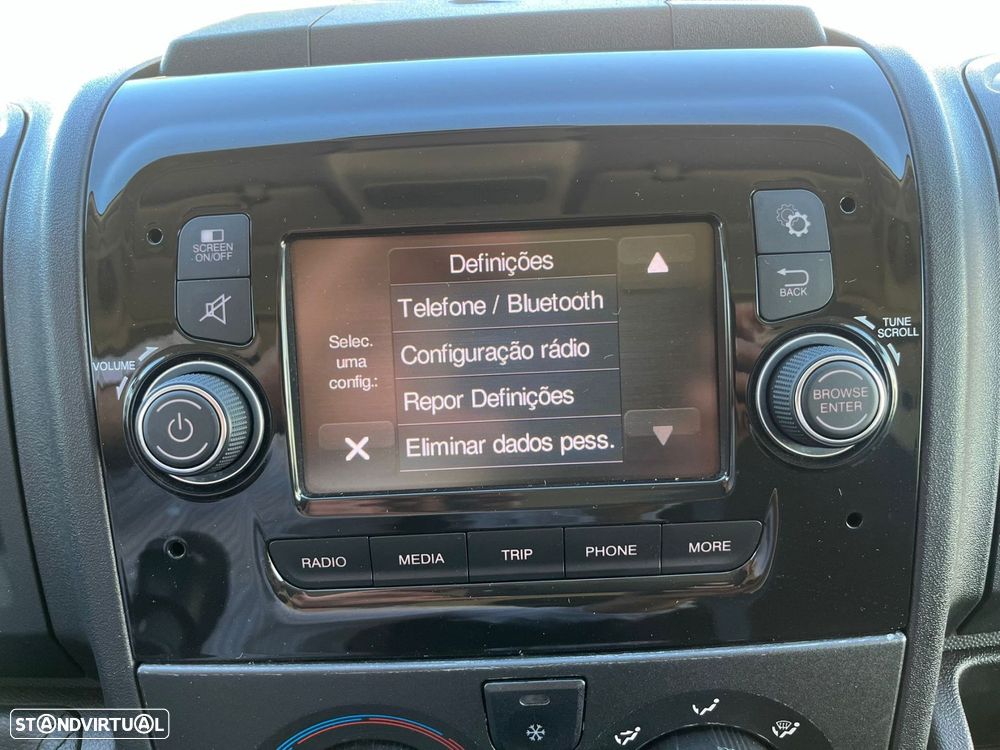 SCREEN
ON/OFF
VOLUME
Definições
Telefone / Bluetooth
Configuração rádio
Repor Definições
Eliminar dados pess.
Selec.
uma
config.:
BACK
TUNE
SCROLL
BROWSE
ENTER
RADIO
MEDIA
TRIP
PHONE
MORE
STANDVIRTUAL